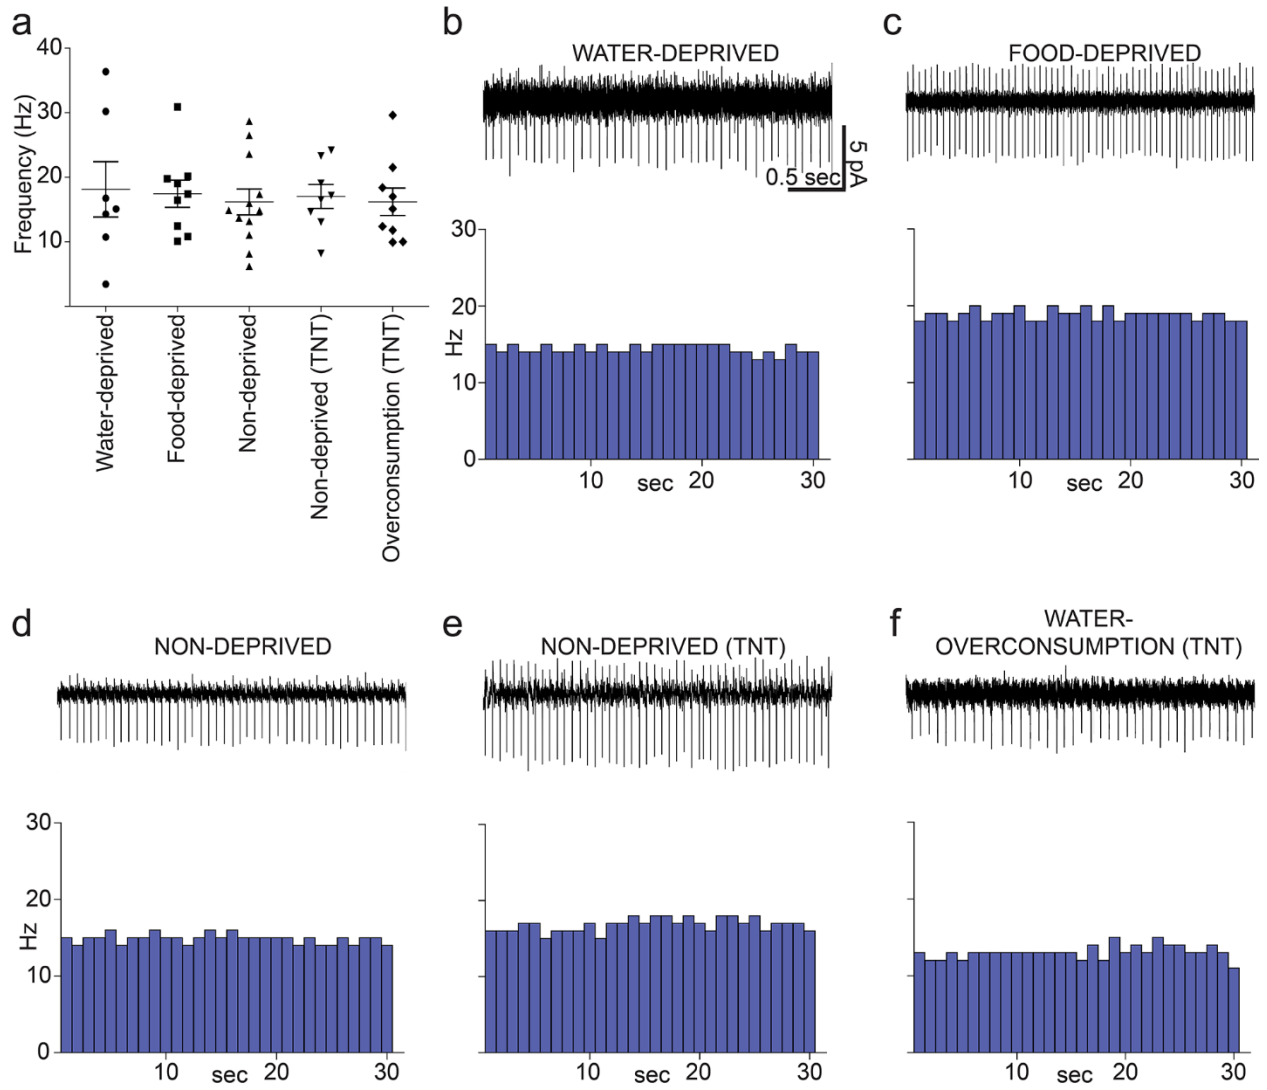 a
40
30
20
10
Frequency (Hz)
Water-deprived
Food-deprived
Non-deprived
Non-deprived (TNT)
Overconsumption (TNT)
b
WATER-DEPRIVED
5 pA
0.5 sec
30
20
10
0
Hz
10 sec 20 30
c
FOOD-DEPRIVED
10 sec 20 30
d
NON-DEPRIVED
30
20
10
0
Hz
10 sec 20 30
e
NON-DEPRIVED (TNT)
10 sec 20 30
f
WATER-
OVERCONSUMPTION (TNT)
10 sec 20 30